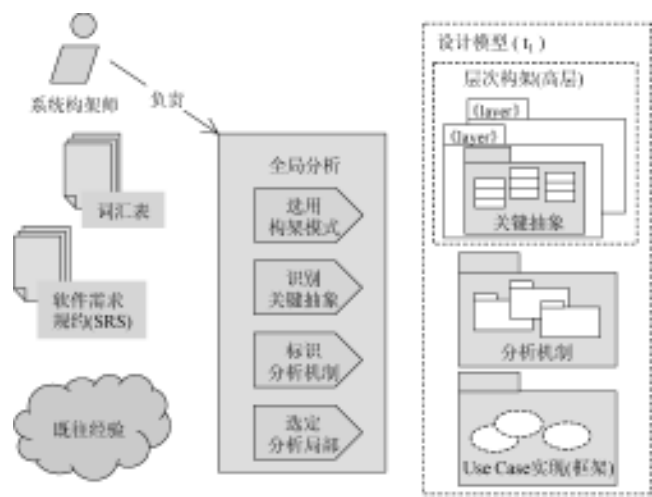 系统构架师
负责
词汇表
软件需求
规约(SRS)
既往经验
全局分析
选用
构架模式
识别
关键抽象
标识
分析机制
选定
分析局部
设计模型(t₁)
层次构架(高层)
《layer》
《layer》
关键抽象
分析机制
Use Case实现(框架)